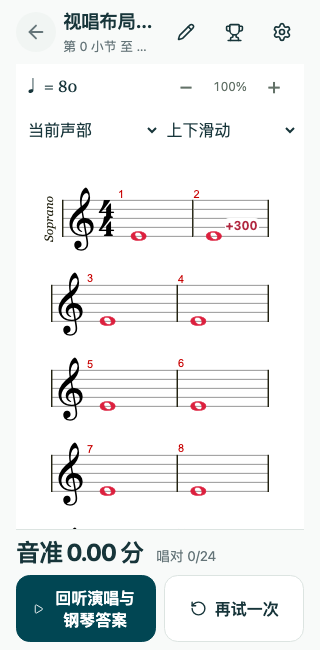 视唱布局...
第 0 小节 至 ...
♩ = 80
100%
当前声部
上下滑动
1
2
Soprano
4
4
+300
3
4
5
6
7
8
音准 0.00 分
唱对 0/24
回听演唱与
钢琴答案
再试一次